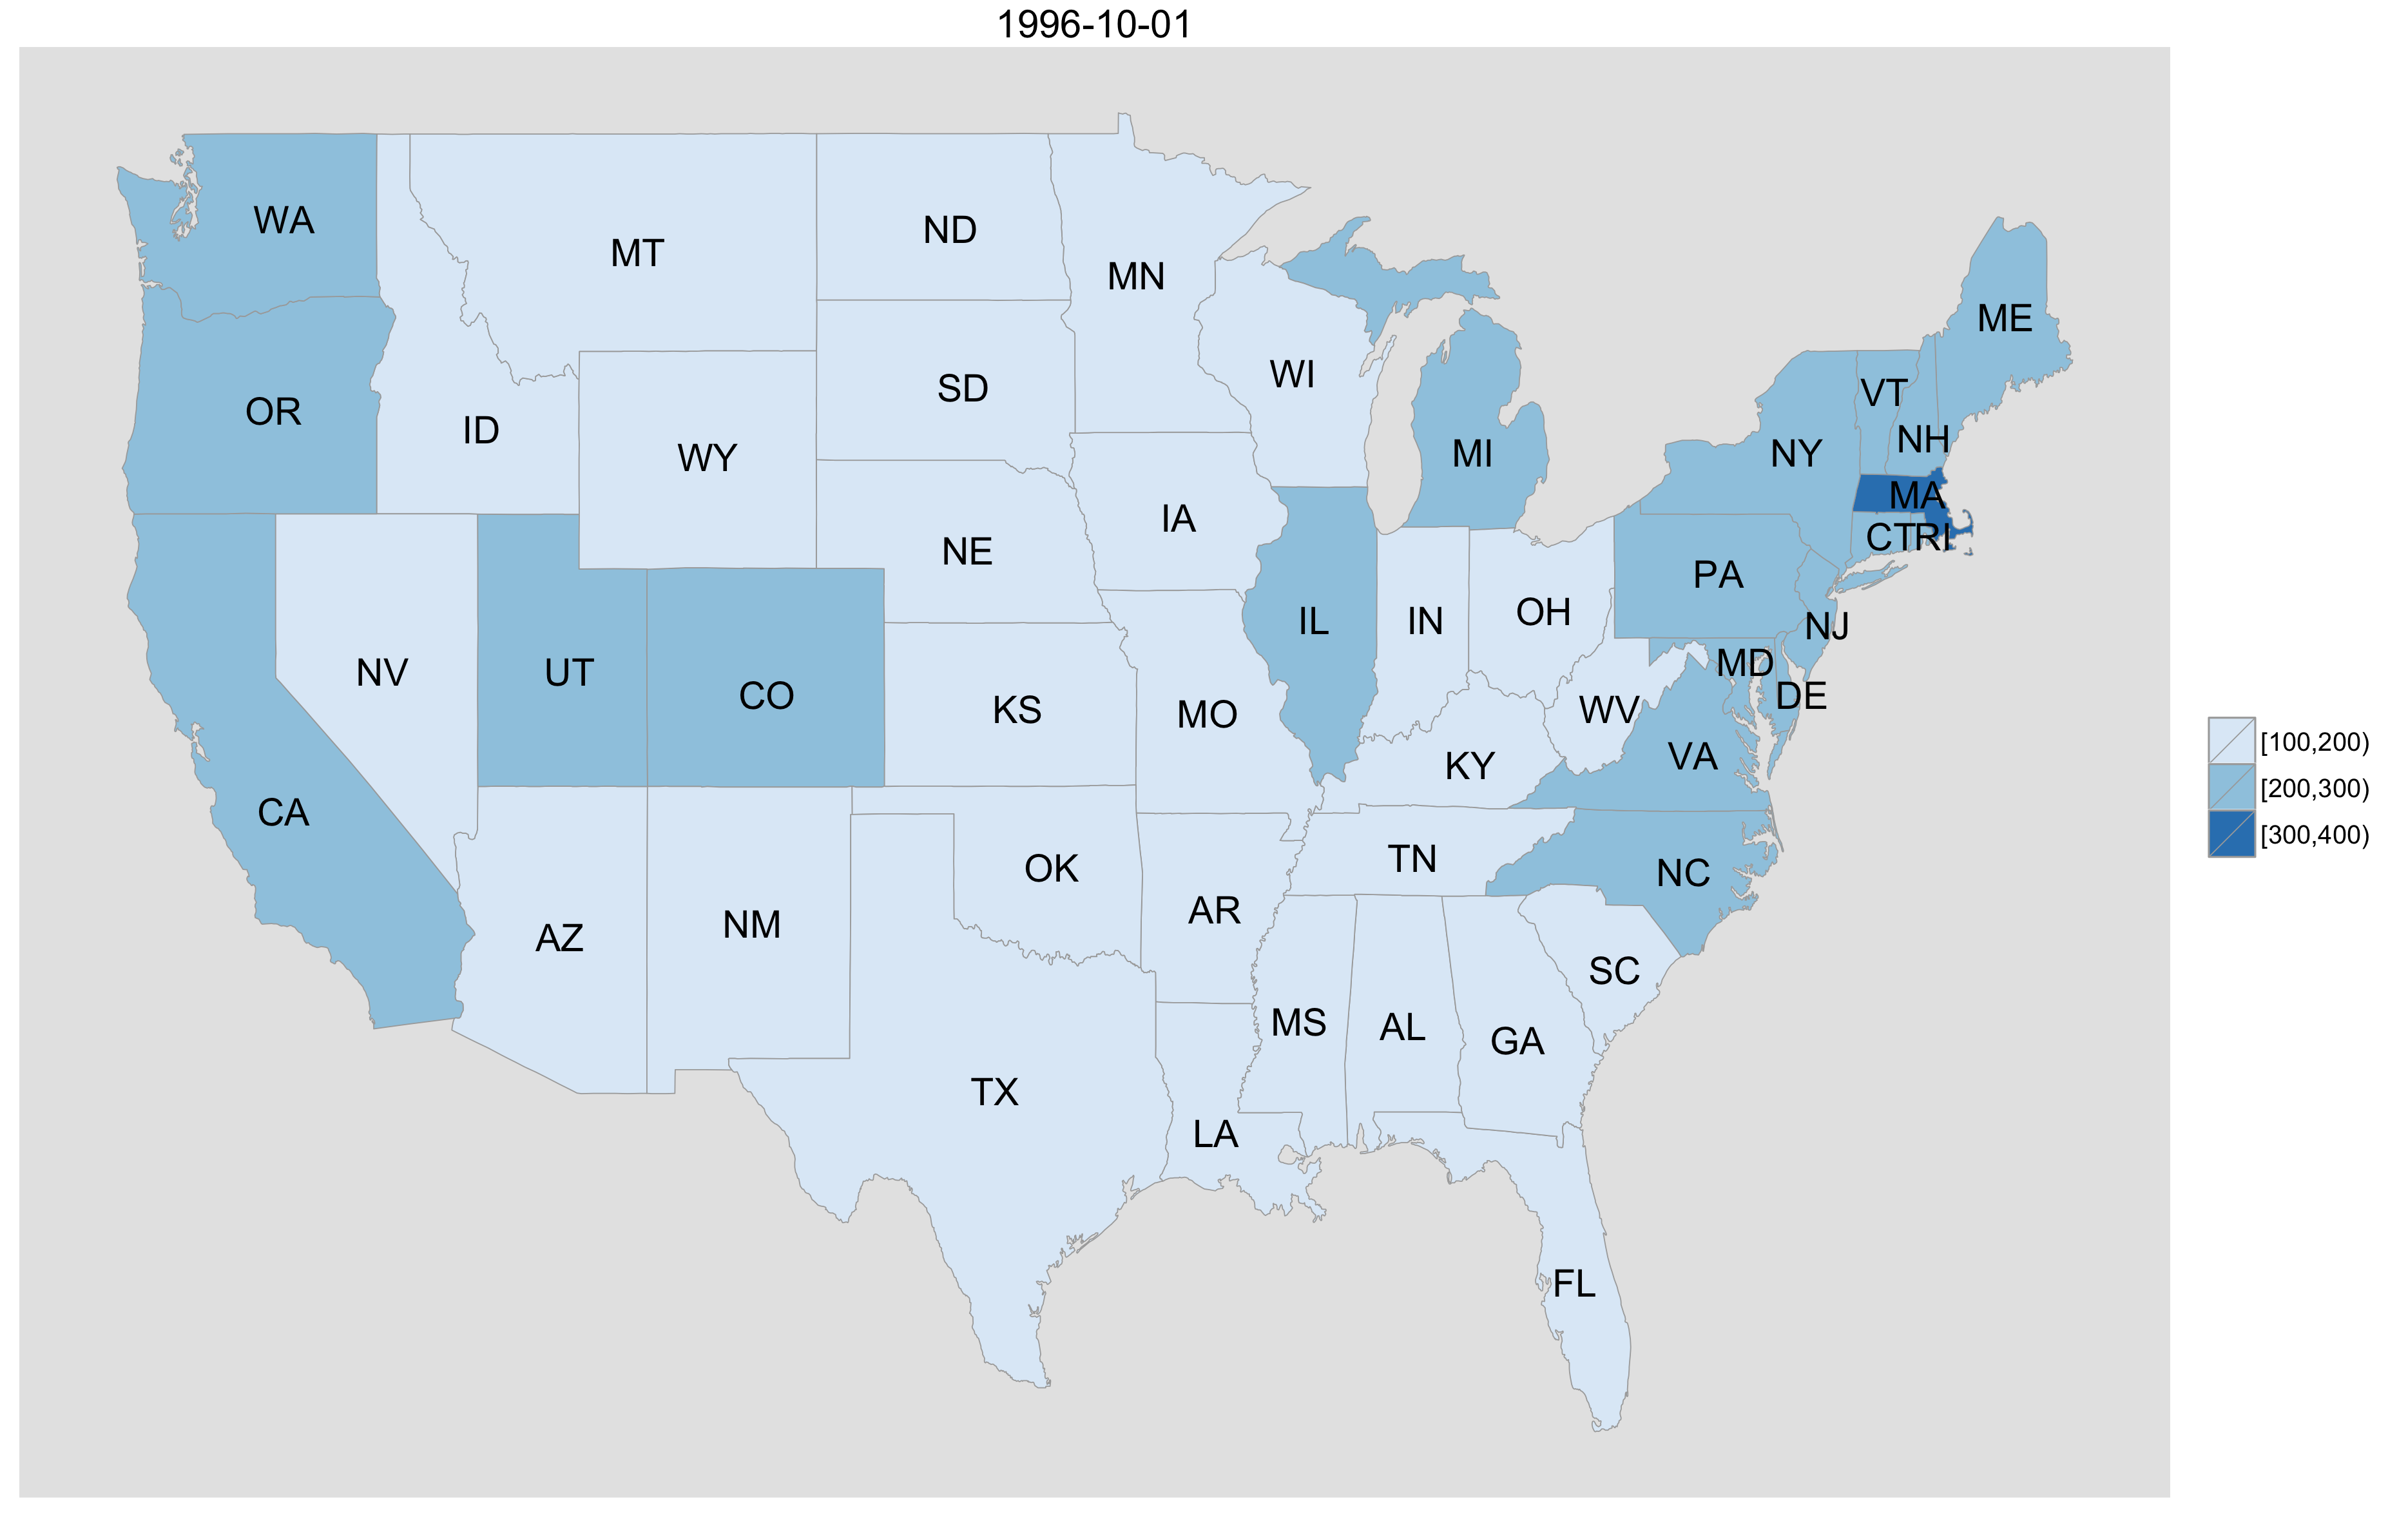 1996-10-01
WA
MT
ND
MN
ME
OR
ID
WY
SD
WI
MI
NY
VT
NH
MA
CT
RI
IA
NE
PA
NJ
NV
UT
CO
KS
MO
IL
IN
OH
WV
MD
DE
VA
KY
CA
AZ
NM
OK
AR
TN
NC
SC
TX
LA
MS
AL
GA
FL
[100,200)
[200,300)
[300,400)